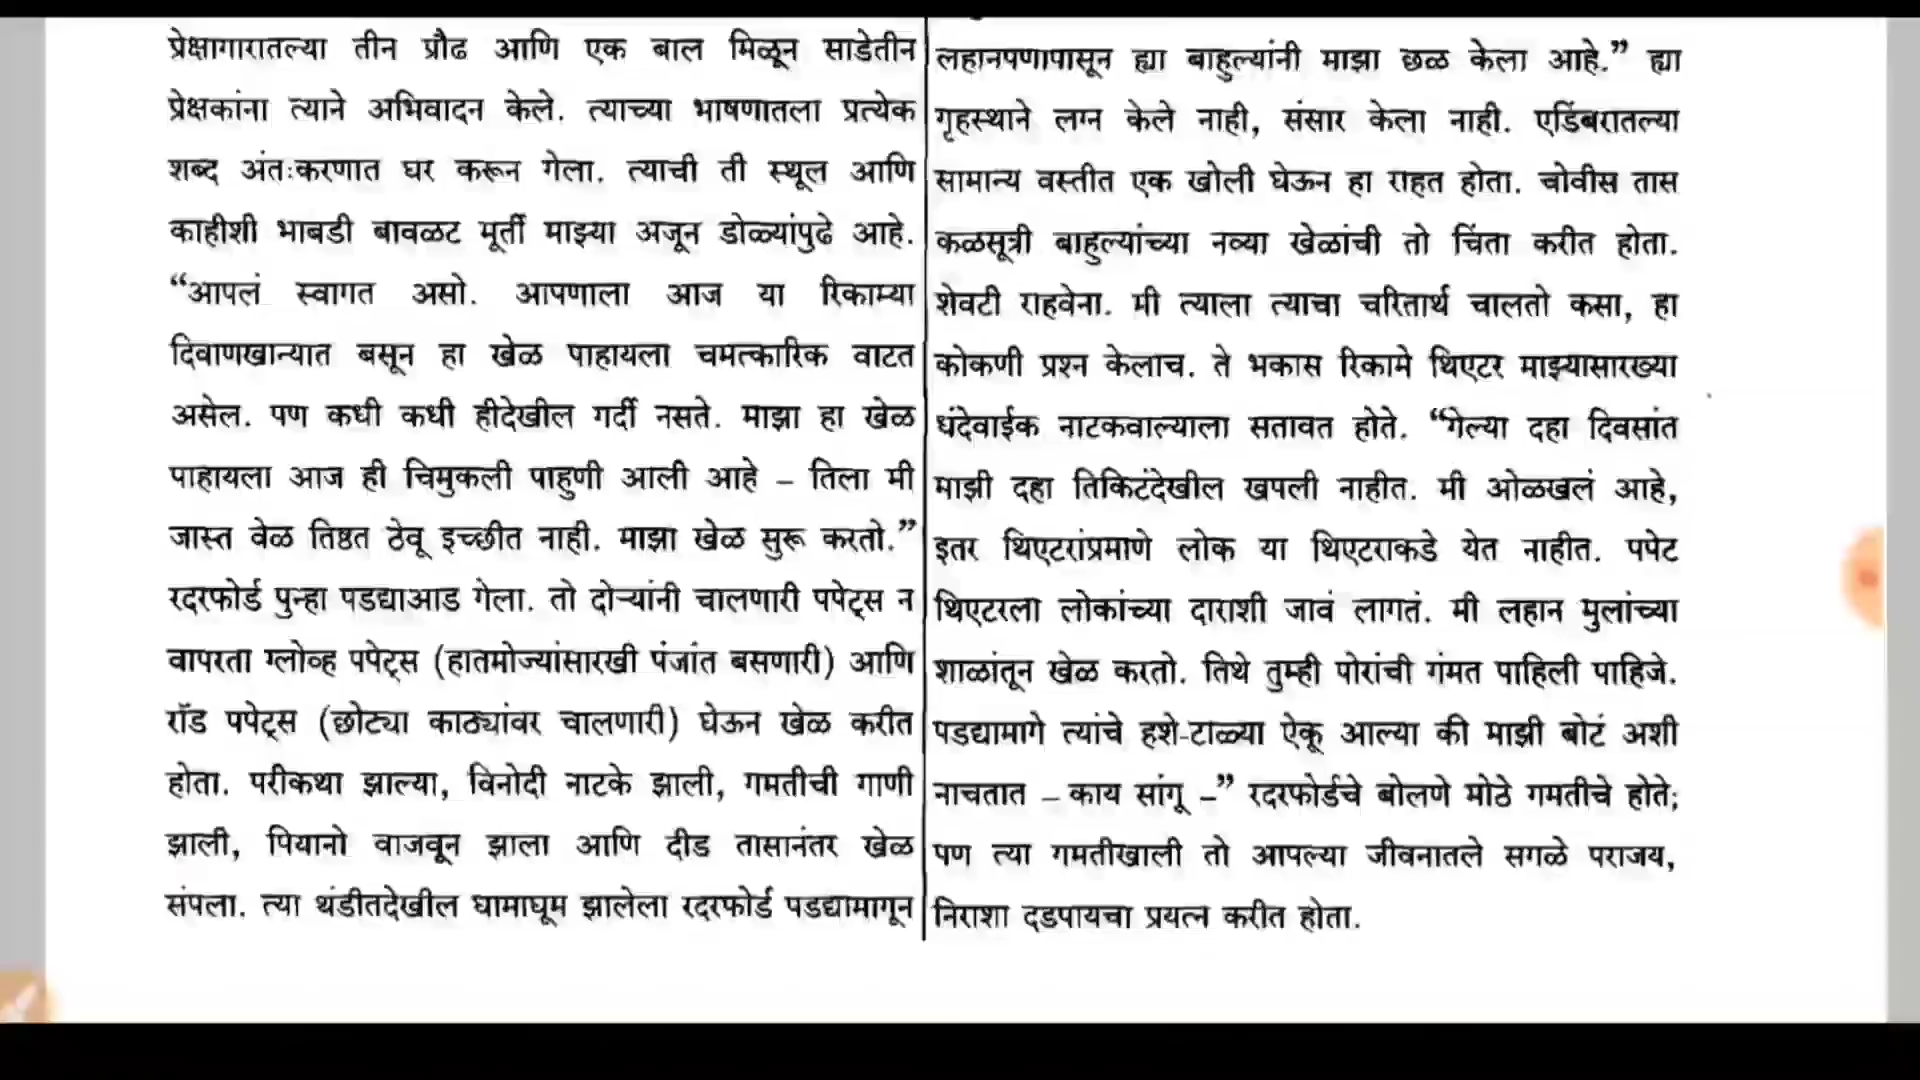 प्रेक्षागारातल्या तीन प्रौढ आणि एक बाल मिळून साडेतीन
प्रेक्षकांना त्याने अभिवादन केले. त्याच्या भाषणातला प्रत्येक
शब्द अंतःकरणात घर करून गेला. त्याची ती स्थूल आणि
काहीशी भाबडी बावळट मूर्ती माझ्या अजून डोळ्यांपुढे आहे.
“आपलं स्वागत असो. आपणाला आज या रिकाम्या
दिवाणखान्यात बसून हा खेळ पाहायला चमत्कारिक वाटत
असेल. पण कधी कधी हीदेखील गर्दी नसते. माझा हा खेळ
पाहायला आज ही चिमुकली पाहुणी आली आहे – तिला मी
जास्त वेळ तिष्ठत ठेवू इच्छीत नाही. माझा खेळ सुरू करतो.”
रदरफोर्ड पुन्हा पडद्याआड गेला. तो दोऱ्यांनी चालणारी पपेट्स न
वापरता ग्लोव्ह पपेट्स (हातमोज्यांसारखी पंजांत बसणारी) आणि
रॉड पपेट्स (छोट्या काठ्यांवर चालणारी) घेऊन खेळ करीत
होता. परीकथा झाल्या, विनोदी नाटके झाली, गमतीची गाणी
झाली, पियानो वाजवून झाला आणि दीड तासानंतर खेळ
संपला. त्या थंडीतदेखील घामाघूम झालेला रदरफोर्ड पडद्यामागून
लहानपणापासून ह्या बाहुल्यांनी माझा छळ केला आहे.” ह्या
गृहस्थाने लग्न केले नाही, संसार केला नाही. एडिंबरातल्या
सामान्य वस्तीत एक खोली घेऊन हा राहत होता. चोवीस तास
कळसूत्री बाहुल्यांच्या नव्या खेळांची तो चिंता करीत होता.
शेवटी राहवेना. मी त्याला त्याचा चरितार्थ चालतो कसा, हा
कोकणी प्रश्न केलाच. ते भकास रिकामे थिएटर माझ्यासारख्या
धंदेवाईक नाटकवाल्याला सतावत होते. “गेल्या दहा दिवसांत
माझी दहा तिकिटंदेखील खपली नाहीत. मी ओळखलं आहे,
इतर थिएटरांप्रमाणे लोक या थिएटराकडे येत नाहीत. पपेट
थिएटरला लोकांच्या दाराशी जावं लागतं. मी लहान मुलांच्या
शाळांतून खेळ करतो. तिथे तुम्ही पोरांची गंमत पाहिली पाहिजे.
पडद्यामागे त्यांचे हशे-टाळ्या ऐकू आल्या की माझी बोटं अशी
नाचतात – काय सांगू –” रदरफोर्डचे बोलणे मोठे गमतीचे होते;
पण त्या गमतीखाली तो आपल्या जीवनातले सगळे पराजय,
निराशा दडपायचा प्रयत्न करीत होता.